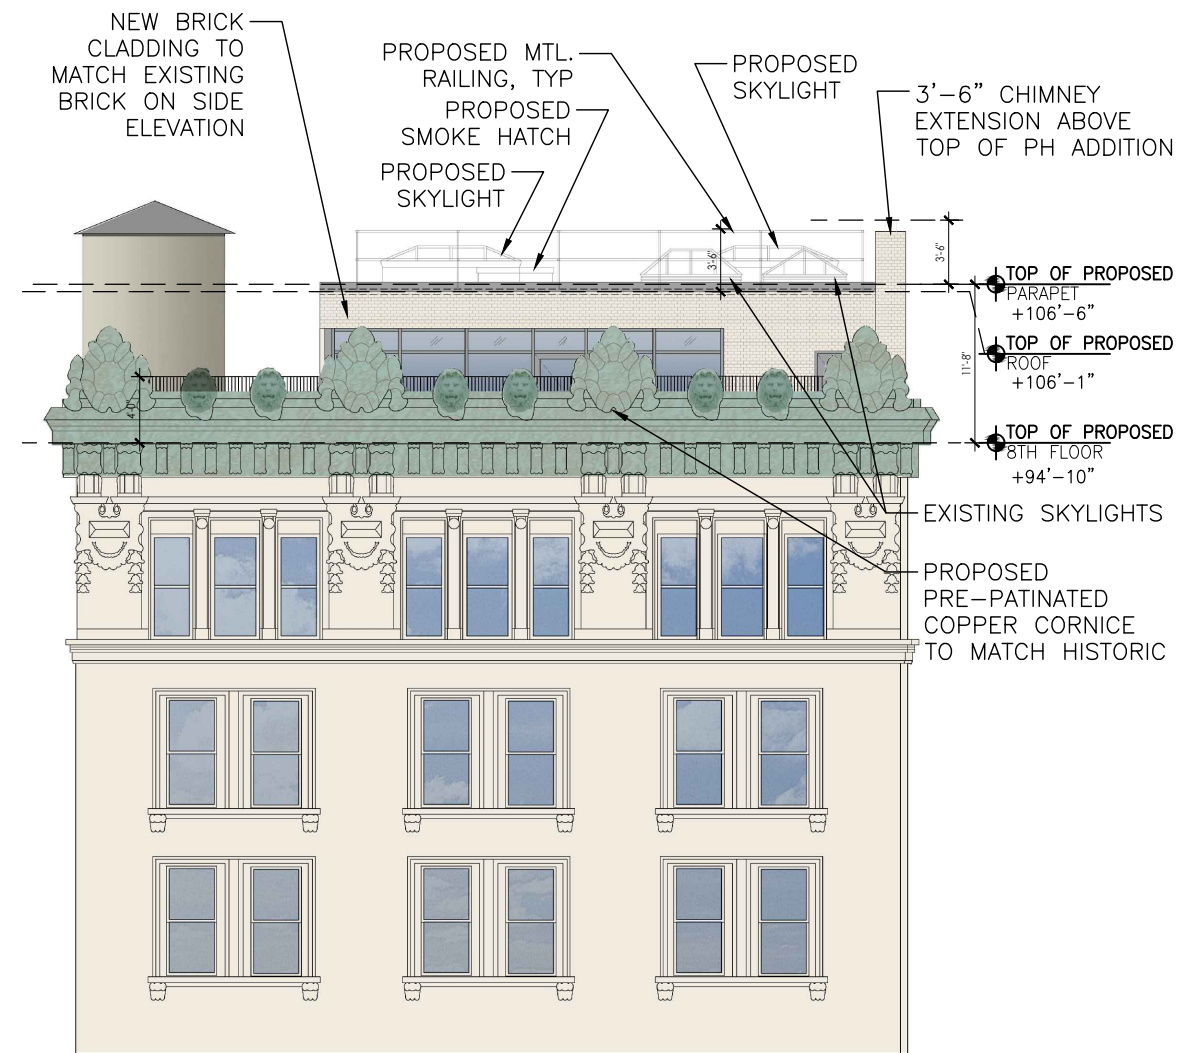 NEW BRICK
CLADDING TO
MATCH EXISTING
BRICK ON SIDE
ELEVATION
PROPOSED MTL.
RAILING, TYP
PROPOSED
SMOKE HATCH
PROPOSED
SKYLIGHT
PROPOSED
SKYLIGHT
3'-6" CHIMNEY
EXTENSION ABOVE
TOP OF PH ADDITION
3'-6"
3'-6"
TOP OF PROPOSED
PARAPET
+106'-6"
TOP OF PROPOSED
ROOF
+106'-1"
11'-8"
4'-0"
TOP OF PROPOSED
8TH FLOOR
+94'-10"
EXISTING SKYLIGHTS
PROPOSED
PRE-PATINATED
COPPER CORNICE
TO MATCH HISTORIC